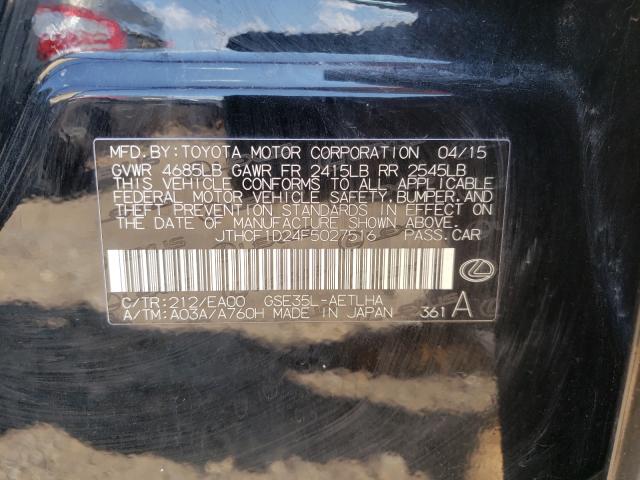 MFD.BY:TOYOTA MOTOR CORPORATION 04/15
GVWR 4685LB GAWR FR 2415LB RR 2545LB
THIS VEHICLE CONFORMS TO ALL APPLICABLE
FEDERAL MOTOR VEHICLE SAFETY,BUMPER,AND
THEFT PREVENTION STANDARDS IN EFFECT ON
THE DATE OF MANUFACTURE SHOWN ABOVE.
JTHCF1D24F5027516 PASS.CAR
C/TR:212/EA00 GSE35L-AETLHA
A/TM:A03A/A760H MADE IN JAPAN 361 A